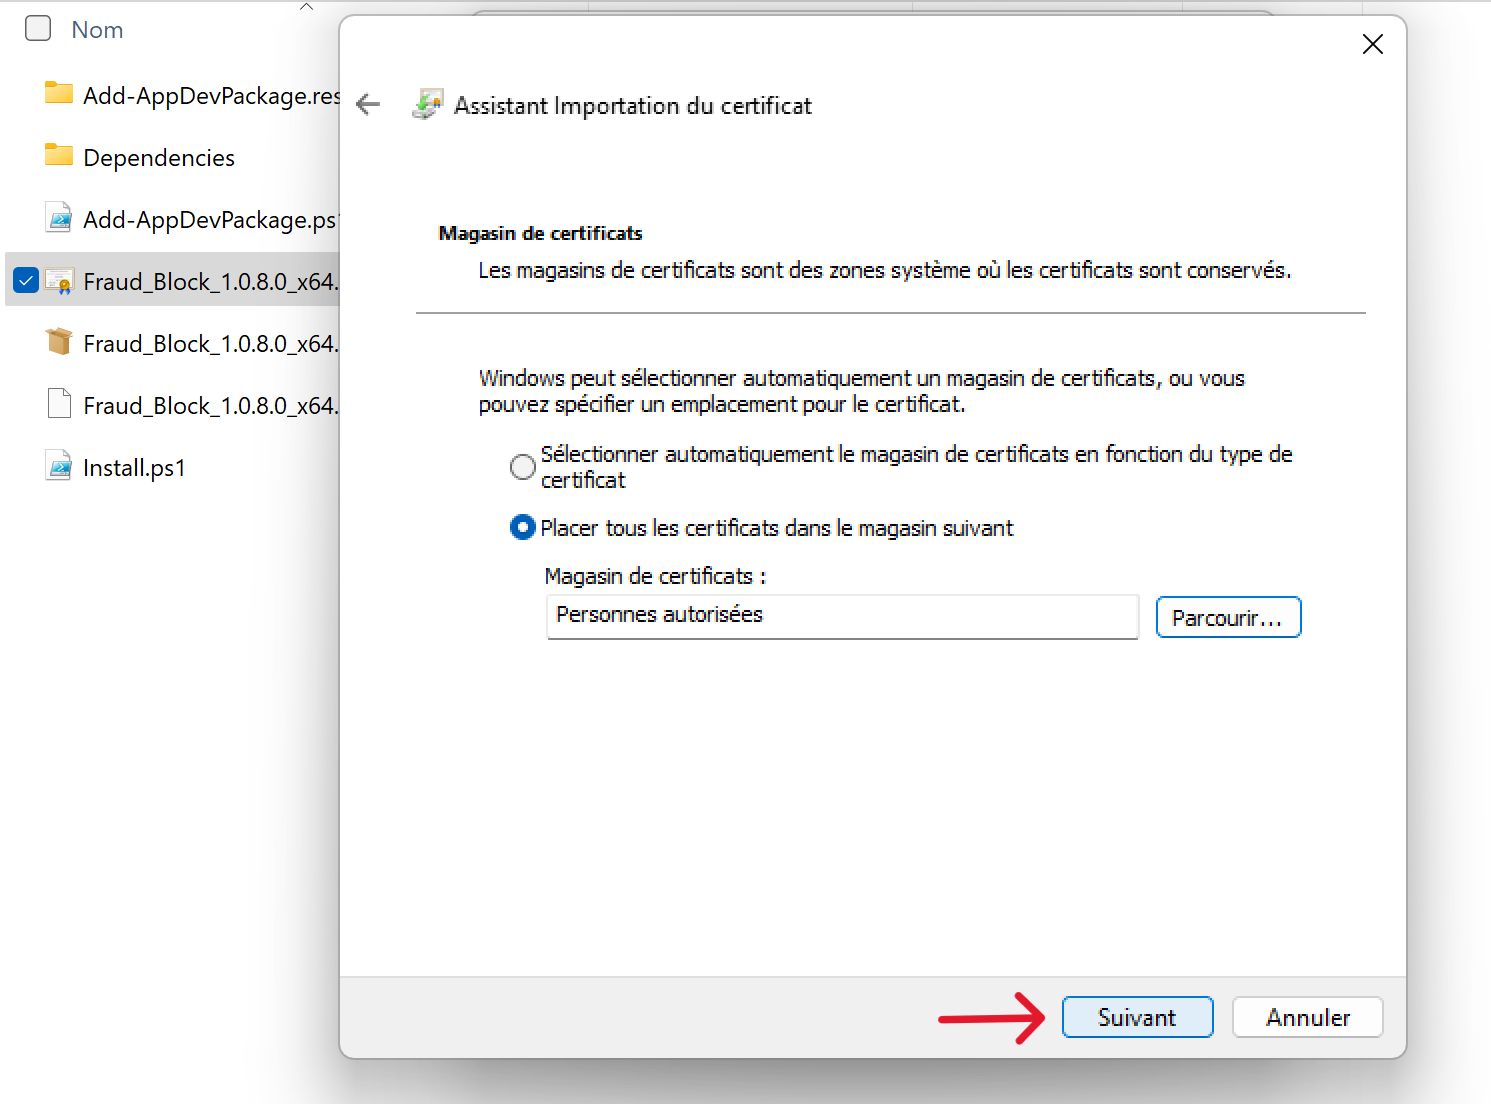 Nom
Add-AppDevPackage.res
Dependencies
Add-AppDevPackage.ps1
Fraud_Block_1.0.8.0_x64.
Fraud_Block_1.0.8.0_x64.
Fraud_Block_1.0.8.0_x64.
Install.ps1
Assistant Importation du certificat
Magasin de certificats
Les magasins de certificats sont des zones système où les certificats sont conservés.
Windows peut sélectionner automatiquement un magasin de certificats, ou vous
pouvez spécifier un emplacement pour le certificat.
Sélectionner automatiquement le magasin de certificats en fonction du type de
certificat
Placer tous les certificats dans le magasin suivant
Magasin de certificats :
Personnes autorisées
Parcourir...
Suivant
Annuler